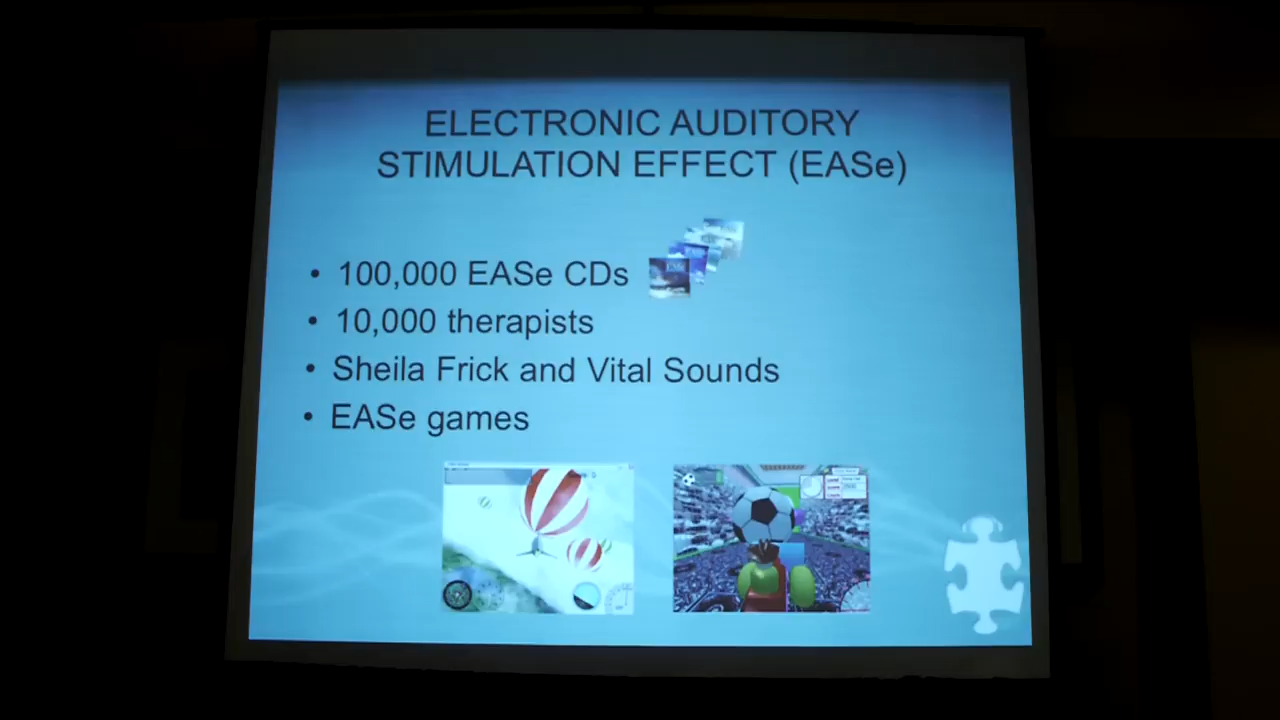 ELECTRONIC AUDITORY
STIMULATION EFFECT (EASe)
• 100,000 EASe CDs
• 10,000 therapists
• Sheila Frick and Vital Sounds
• EASe games